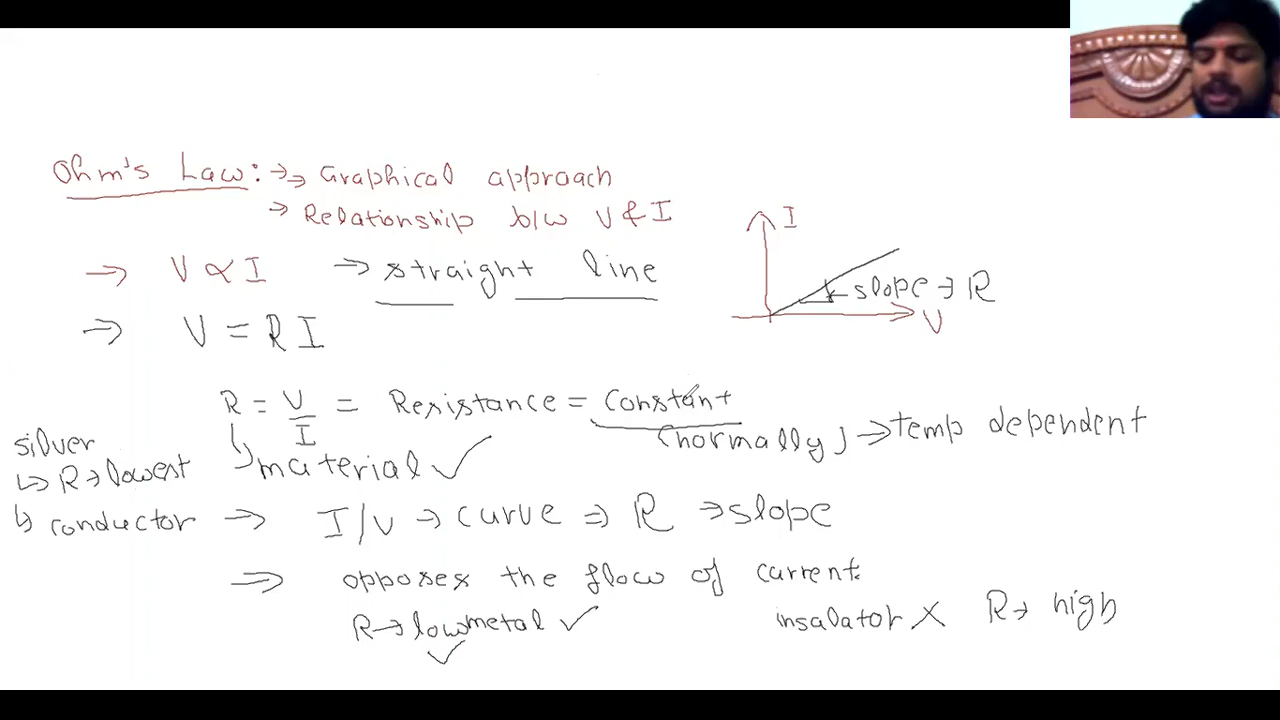 Ohm's Law: →→ Graphical approach
→ Relationship b/w V & I
I
→ V ∝ I → straight line
slope → R
V
→ V = R I
R = V/I = Resistance = Constant
(normally) → temp dependent
silver
↳ R → lowest
↳ material ✓
↳ conductor → I/V → curve ⇒ R → slope
⇒ opposes the flow of current.
R → low metal ✓
✓
insalator X R → high